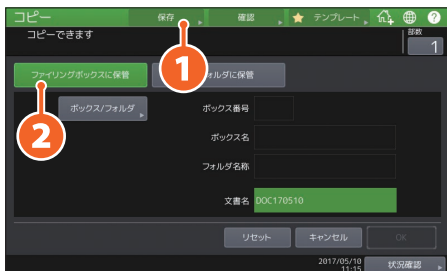 コピー 保存 確認 テンプレート
コピーできます 部数
1
1
ファイリングボックスに保管 ォルダに保管
2
ボックス/フォルダ ボックス番号
ボックス名
フォルダ名称
文書名 DOC170510
リセット キャンセル OK
2017/05/10
11:15
状況確認